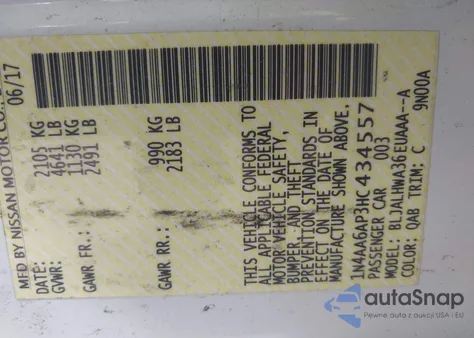 MFD BY NISSAN MOTOR CO.,
DATE: 06/17
GVWR: 2105 KG
4641 LB
GAWR FR.: 1130 KG
2491 LB
GAWR RR.: 990 KG
2183 LB
THIS VEHICLE CONFORMS TO
ALL APPLICABLE FEDERAL
MOTOR VEHICLE SAFETY,
BUMPER, AND THEFT
PREVENTION STANDARDS IN
EFFECT ON THE DATE OF
MANUFACTURE SHOWN ABOVE.
1N4AA6AP3HC434557
PASSENGER CAR 003
MODEL: BLJALHWA36EUAAA--A
COLOR: QAB TRIM: C 9N00A
autoSnap
Pewne auta z aukcji USA i EU